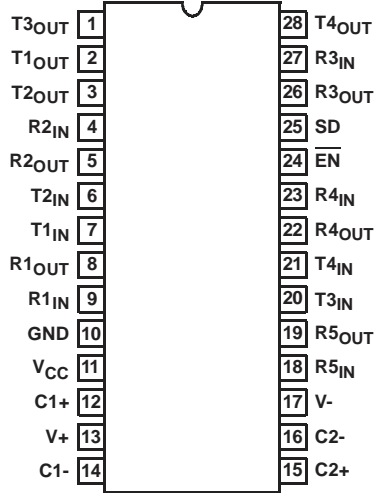 T3OUT 1 28 T4OUT
T1OUT 2 27 R3IN
T2OUT 3 26 R3OUT
R2IN 4 25 SD
R2OUT 5 24 EN
T2IN 6 23 R4IN
T1IN 7 22 R4OUT
R1OUT 8 21 T4IN
R1IN 9 20 T3IN
GND 10 19 R5OUT
VCC 11 18 R5IN
C1+ 12 17 V-
V+ 13 16 C2-
C1- 14 15 C2+